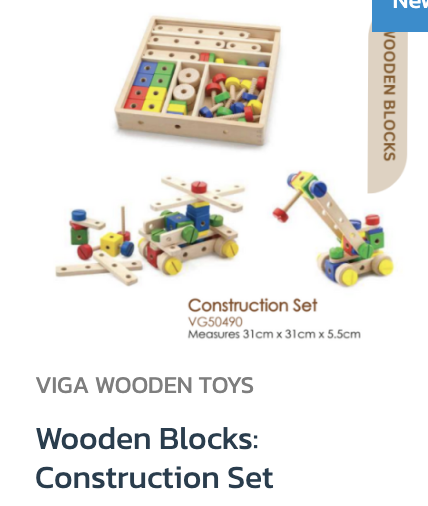 New
WOODEN BLOCKS
Construction Set
VG50490
Measures 31cm x 31cm x 5.5cm
VIGA WOODEN TOYS
Wooden Blocks:
Construction Set